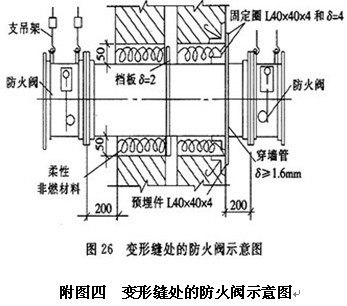 支吊架
固定圈 L40×40×4 和 δ=4
50
防火阀
挡板 δ=2
防火阀
50
柔性
非燃材料
穿墙管
δ≥1.6mm
预埋件 L40×40×4
200
200
图 26 变形缝处的防火阀示意图
附图四 变形缝处的防火阀示意图